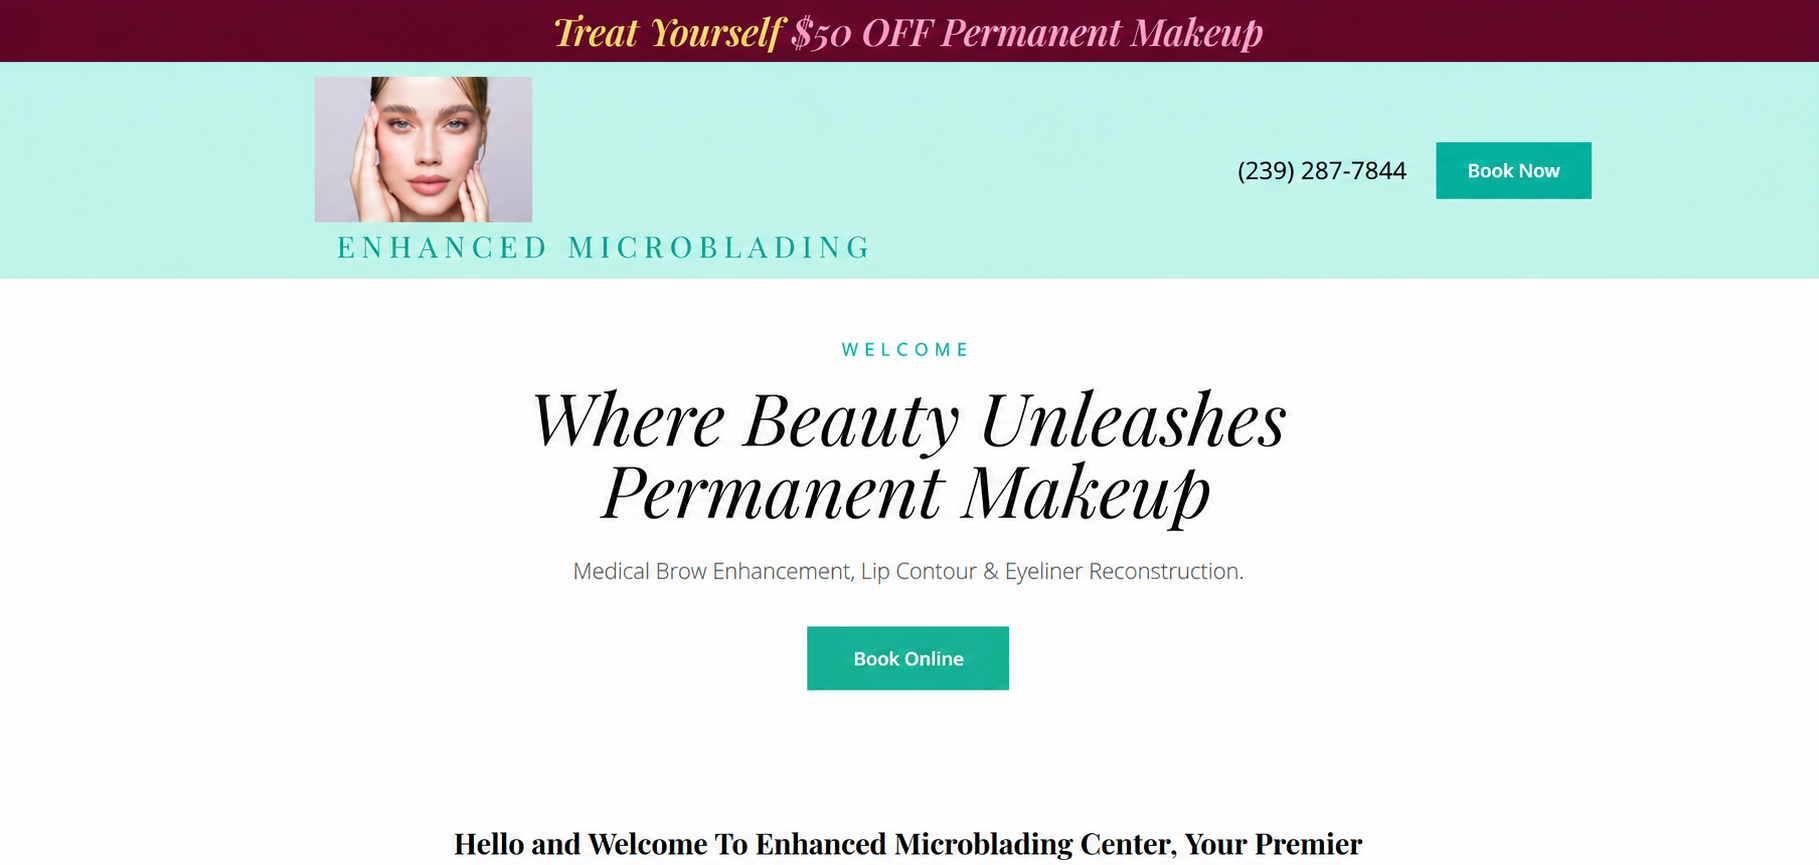 Treat Yourself $50 OFF Permanent Makeup
(239) 287-7844
Book Now
ENHANCED MICROBLADING
WELCOME
Where Beauty Unleashes
Permanent Makeup
Medical Brow Enhancement, Lip Contour & Eyeliner Reconstruction.
Book Online
Hello and Welcome To Enhanced Microblading Center, Your Premier